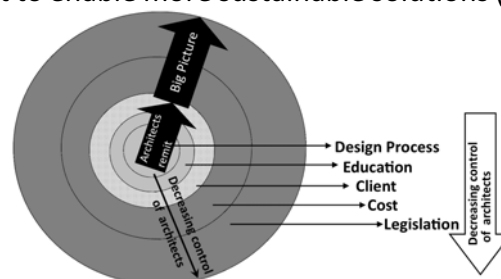 t to enable more sustainable solutions (
Big Picture
Architects
remit
Decreasing control
of architects
Design Process
Education
Client
Cost
Legislation
Decreasing control
of architects